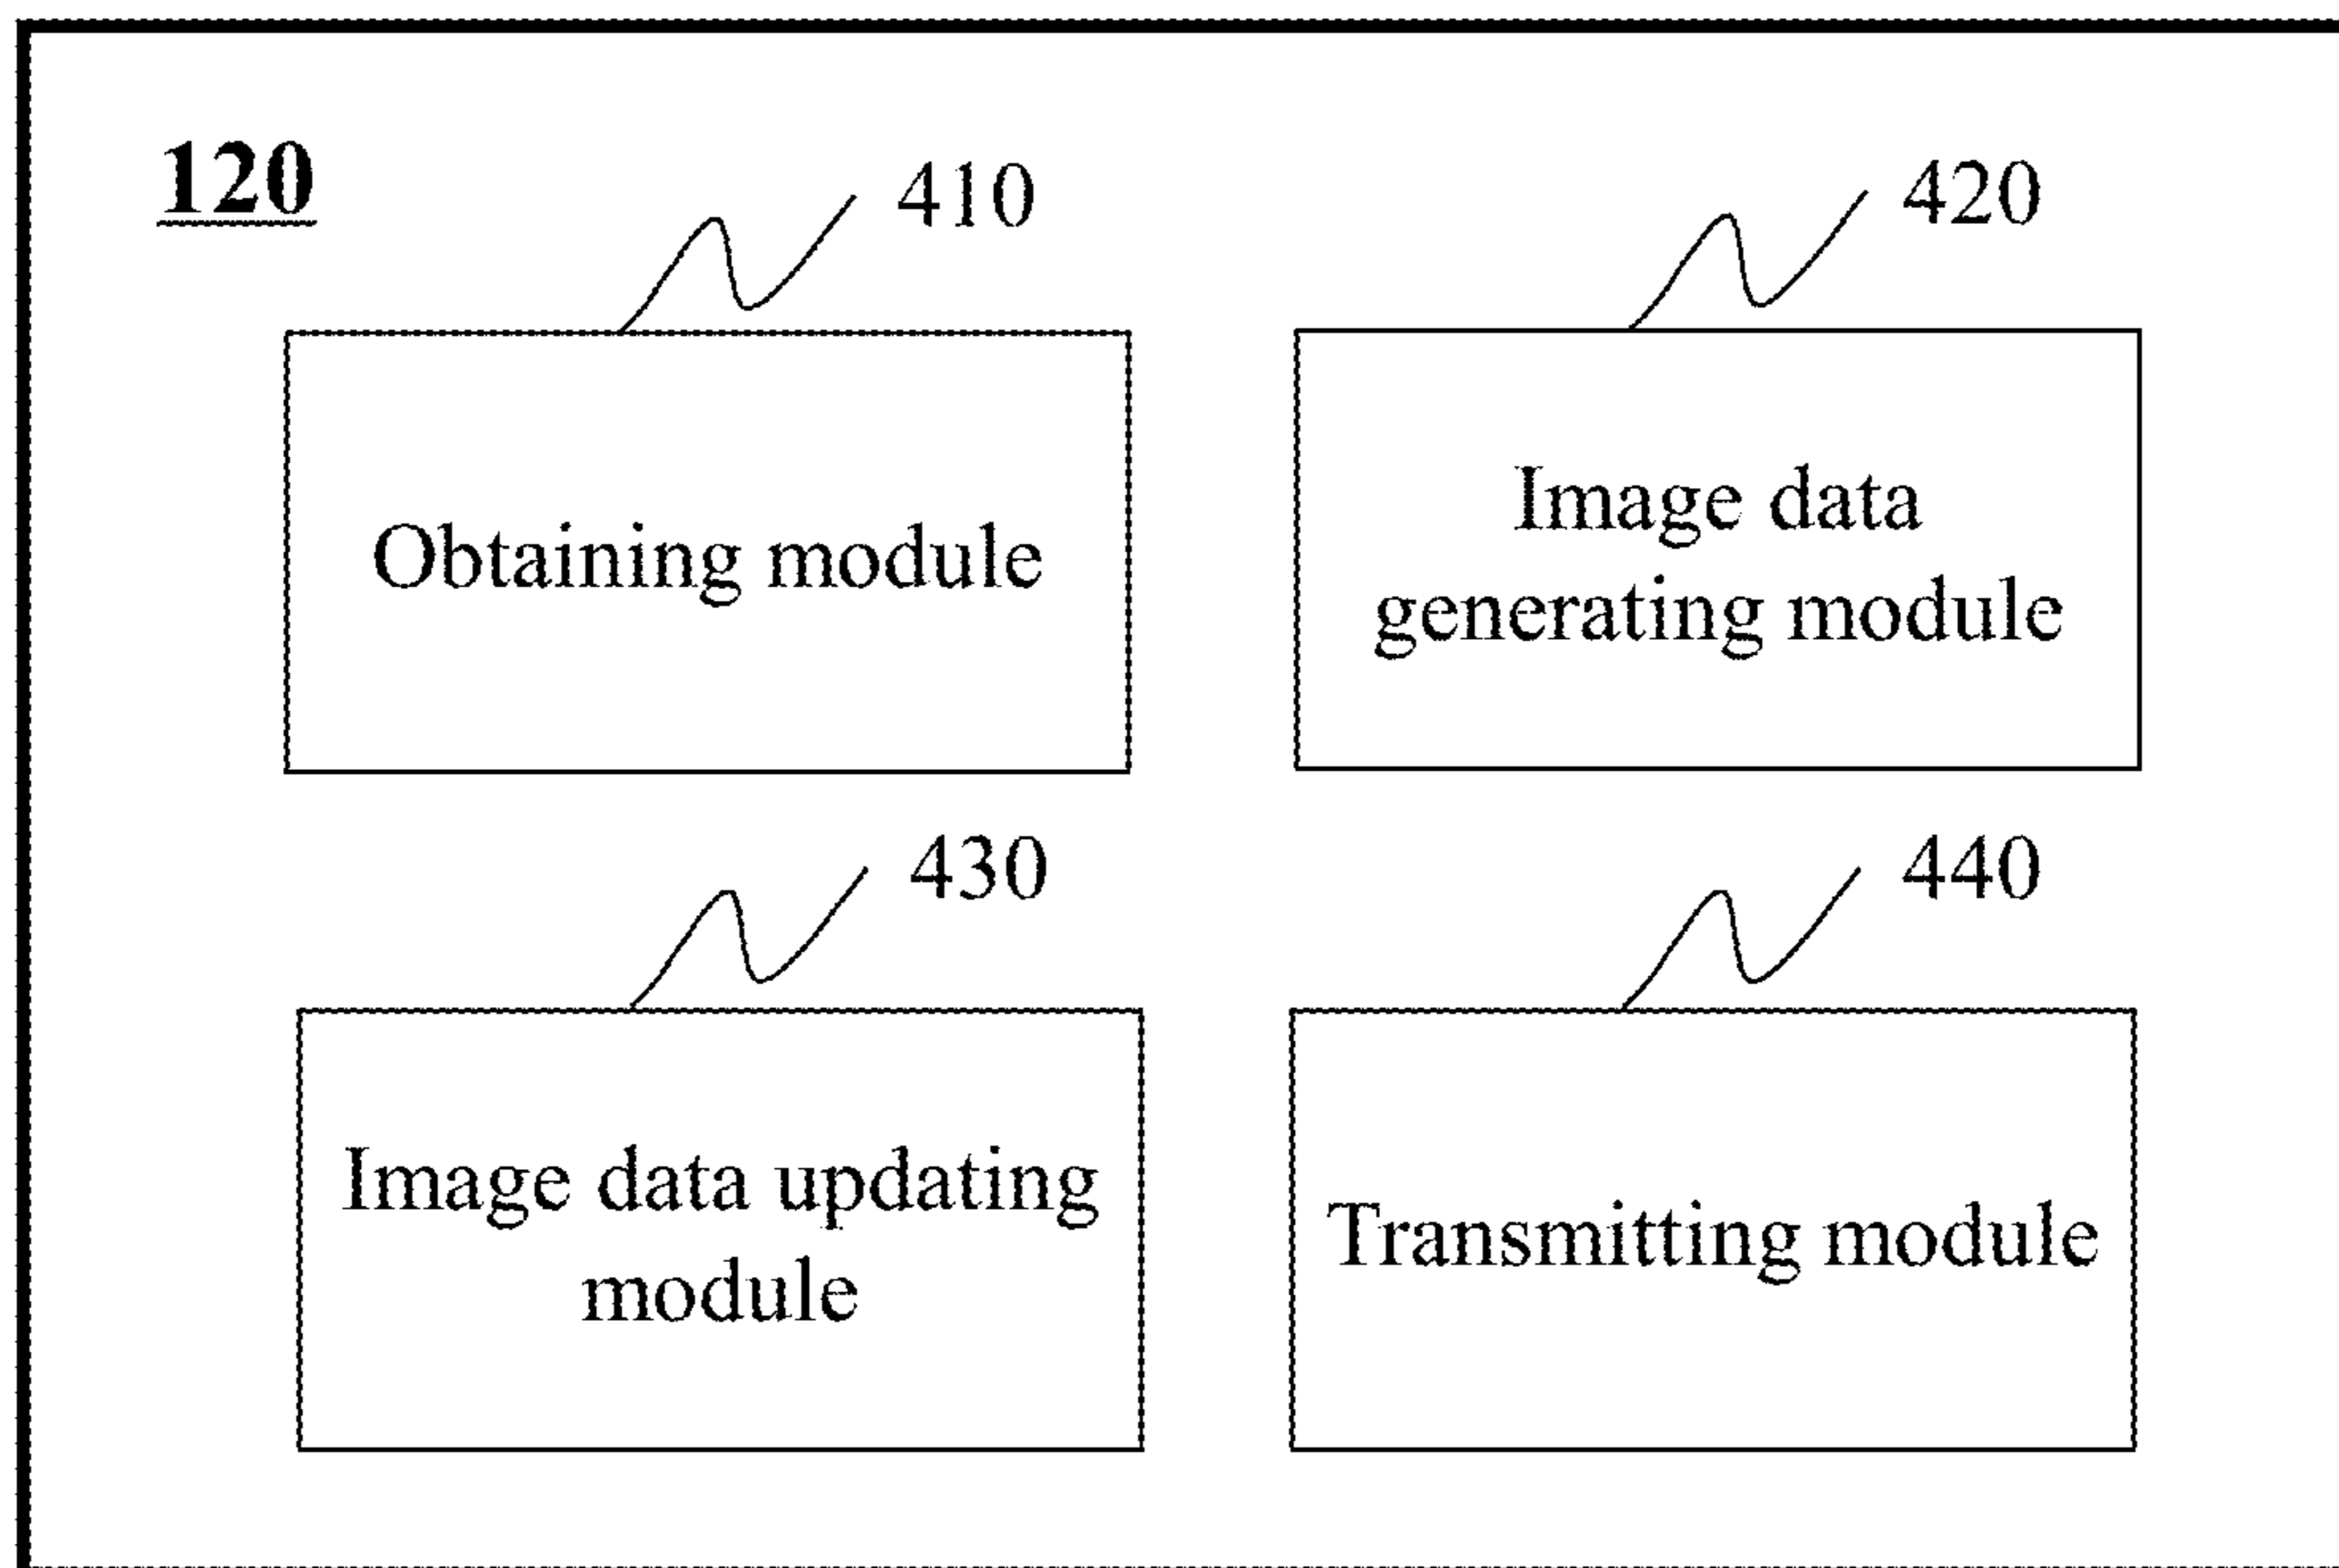 120
410
420
Obtaining module
Image data
generating module
430
440
Image data updating
module
Transmitting module